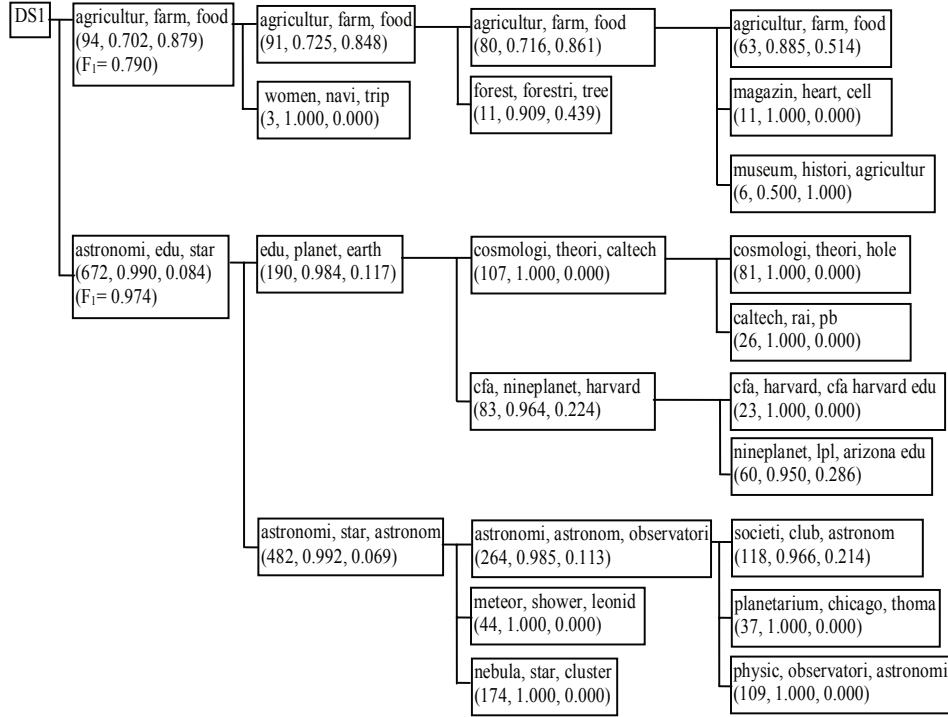 DS1
agricultur, farm, food
(94, 0.702, 0.879)
(F₁= 0.790)
agricultur, farm, food
(91, 0.725, 0.848)
agricultur, farm, food
(80, 0.716, 0.861)
agricultur, farm, food
(63, 0.885, 0.514)
women, navi, trip
(3, 1.000, 0.000)
forest, forestri, tree
(11, 0.909, 0.439)
magazin, heart, cell
(11, 1.000, 0.000)
museum, histori, agricultur
(6, 0.500, 1.000)
astronomi, edu, star
(672, 0.990, 0.084)
(F₁= 0.974)
edu, planet, earth
(190, 0.984, 0.117)
cosmologi, theori, caltech
(107, 1.000, 0.000)
cosmologi, theori, hole
(81, 1.000, 0.000)
caltech, rai, pb
(26, 1.000, 0.000)
cfa, nineplanet, harvard
(83, 0.964, 0.224)
cfa, harvard, cfa harvard edu
(23, 1.000, 0.000)
nineplanet, lpl, arizona edu
(60, 0.950, 0.286)
astronomi, star, astronom
(482, 0.992, 0.069)
astronomi, astronom, observatori
(264, 0.985, 0.113)
societi, club, astronom
(118, 0.966, 0.214)
meteor, shower, leonid
(44, 1.000, 0.000)
planetarium, chicago, thoma
(37, 1.000, 0.000)
nebula, star, cluster
(174, 1.000, 0.000)
physic, observatori, astronomi
(109, 1.000, 0.000)